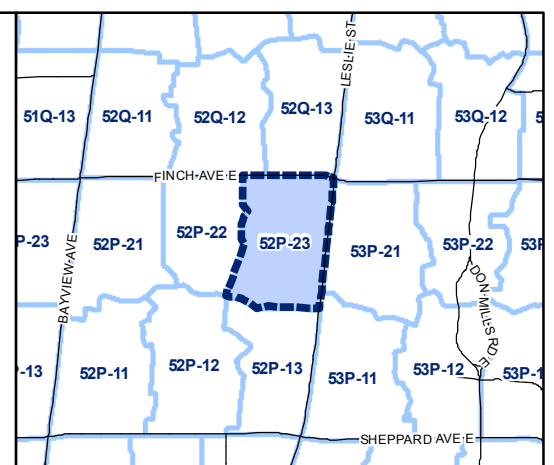 LESLIE ST
51Q-13 52Q-11 52Q-12 52Q-13 53Q-11 53Q-12 5
FINCH AVE E
P-23 52P-21 52P-22 52P-23 53P-21 53P-22 53P
BAYVIEW AVE
DON MILLS RD E
-13 52P-11 52P-12 52P-13 53P-11 53P-12 53P-1
SHEPPARD AVE E